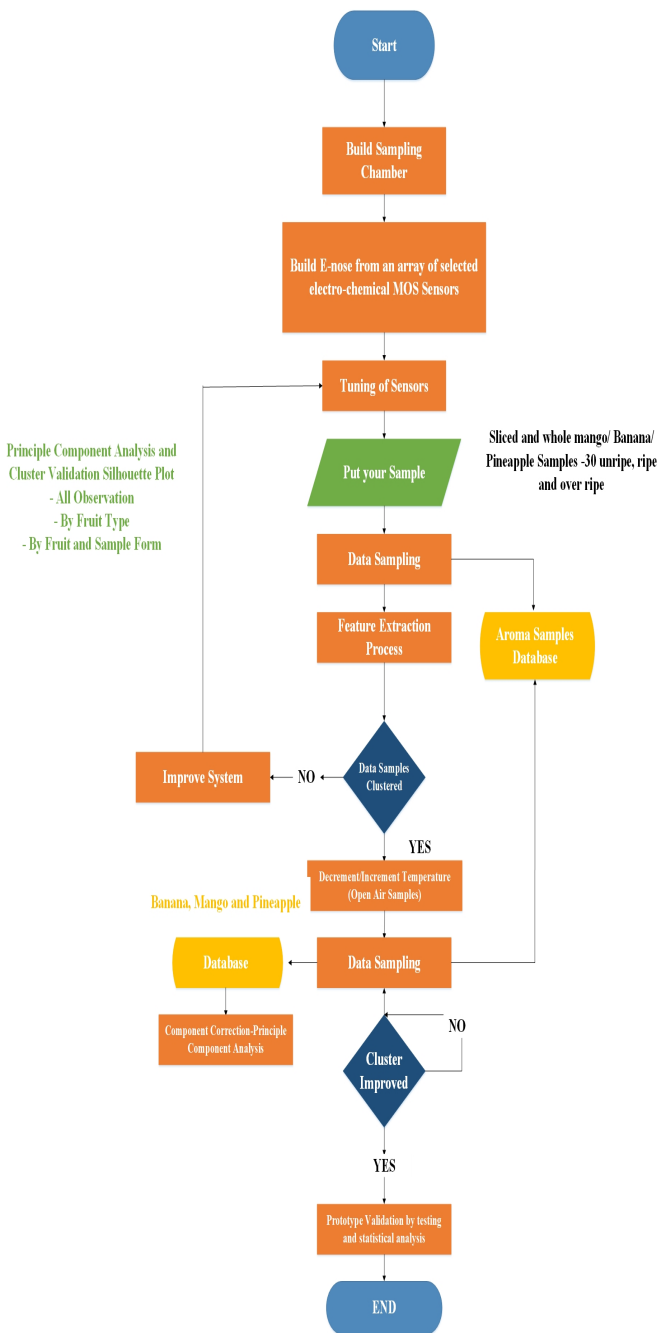 Start
Build Sampling
Chamber
Build E-nose from an array of selected
electro-chemical MOS Sensors
Tuning of Sensors
Principle Component Analysis and
Cluster Validation Silhouette Plot
- All Observation
- By Fruit Type
- By Fruit and Sample Form
Put your Sample
Sliced and whole mango/ Banana/
Pineapple Samples -30 unripe, ripe
and over ripe
Data Sampling
Feature Extraction
Process
Aroma Samples
Database
Data Samples
Clustered
NO
Improve System
YES
Decrement/Increment Temperature
(Open Air Samples)
Banana, Mango and Pineapple
Database
Data Sampling
Component Correction-Principle
Component Analysis
NO
Cluster
Improved
YES
Prototype Validation by testing
and statistical analysis
END